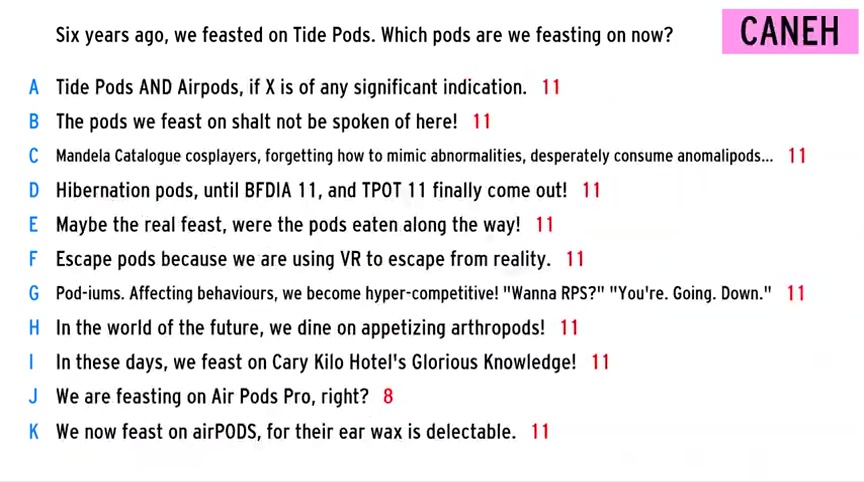 Six years ago, we feasted on Tide Pods. Which pods are we feasting on now?
CANEH
A Tide Pods AND Airpods, if X is of any significant indication. 11
B The pods we feast on shalt not be spoken of here! 11
C Mandela Catalogue cosplayers, forgetting how to mimic abnormalities, desperately consume anomalipods... 11
D Hibernation pods, until BFDIA 11, and TPOT 11 finally come out! 11
E Maybe the real feast, were the pods eaten along the way! 11
F Escape pods because we are using VR to escape from reality. 11
G Pod-iums. Affecting behaviours, we become hyper-competitive! "Wanna RPS?" "You're. Going. Down." 11
H In the world of the future, we dine on appetizing arthropods! 11
I In these days, we feast on Cary Kilo Hotel's Glorious Knowledge! 11
J We are feasting on Air Pods Pro, right? 8
K We now feast on airPODS, for their ear wax is delectable. 11